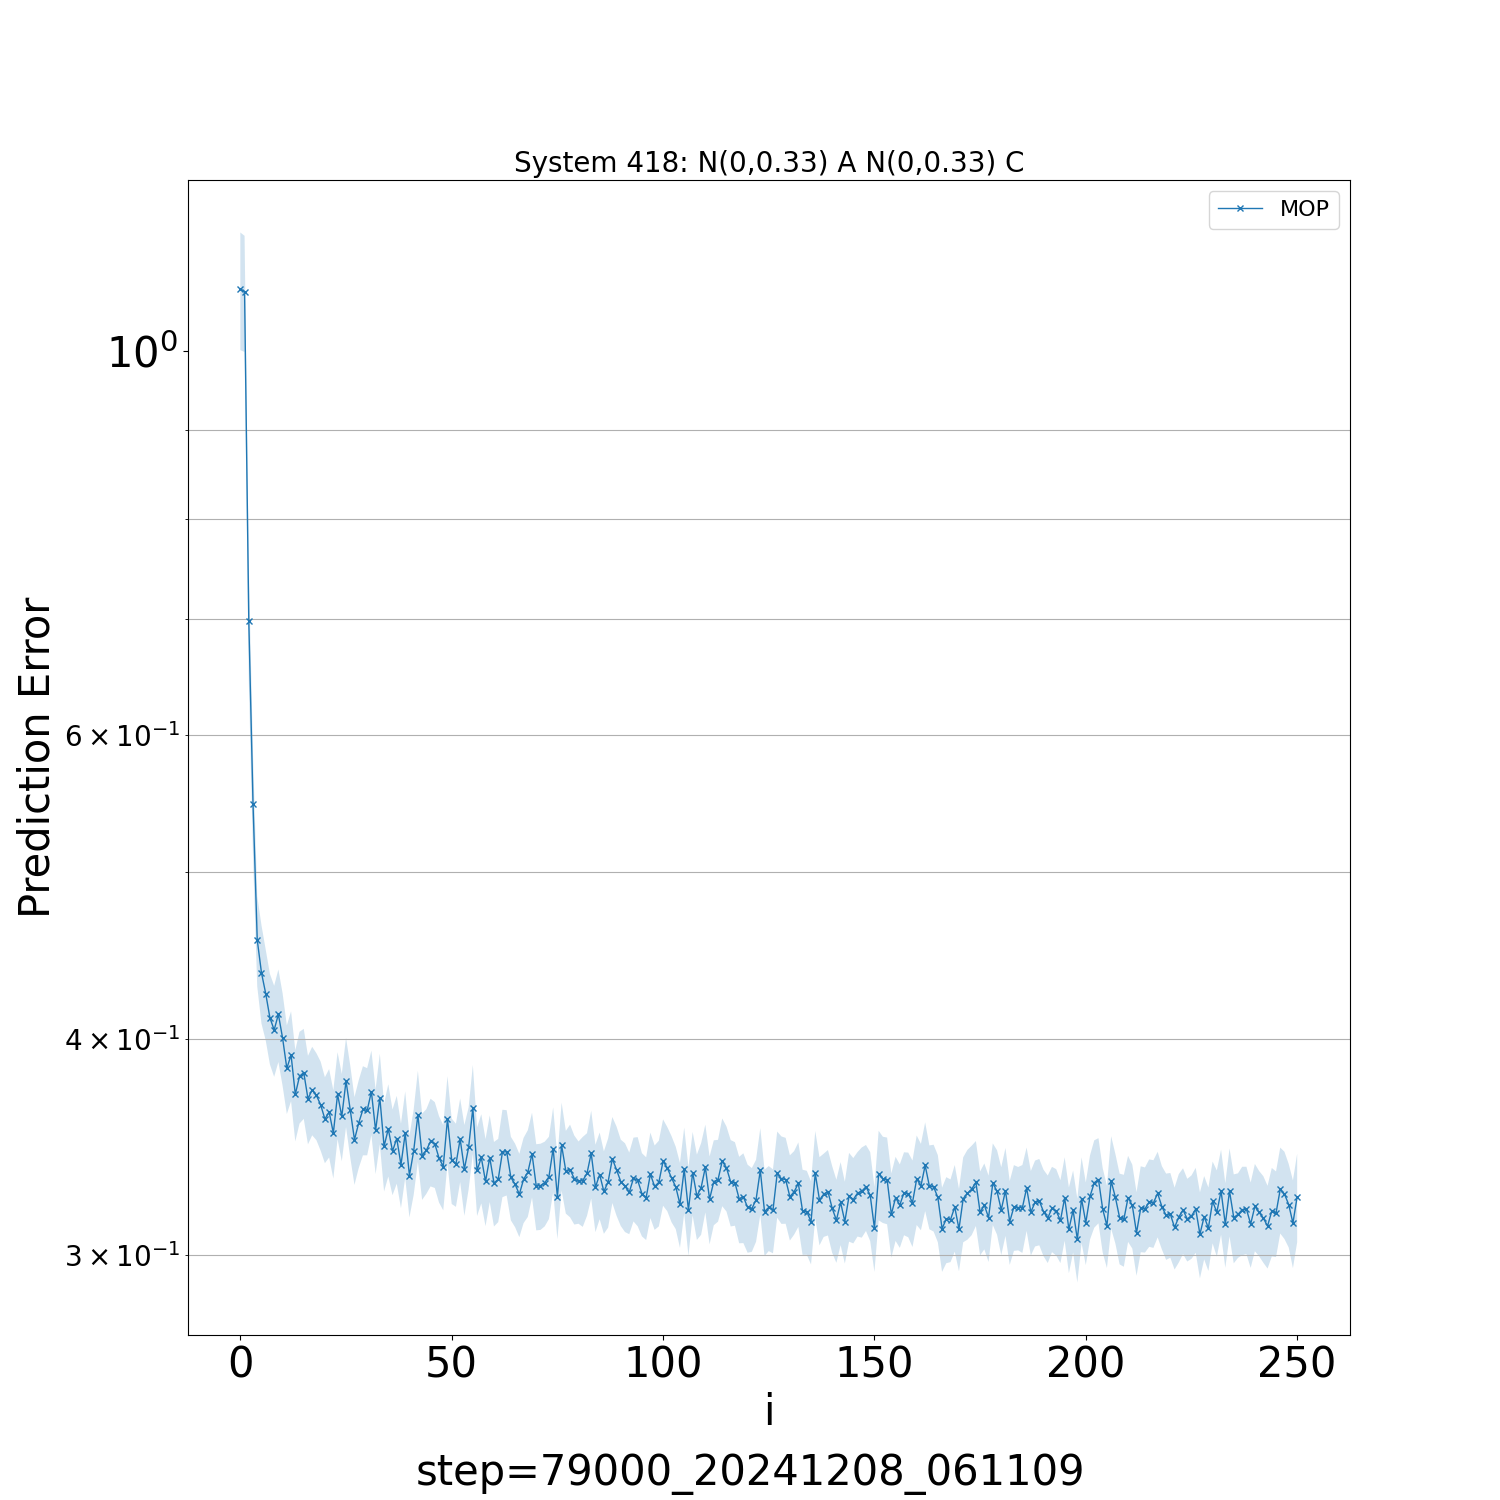 System 418: N(0,0.33) A N(0,0.33) C
MOP
10⁰
6 × 10⁻¹
4 × 10⁻¹
3 × 10⁻¹
Prediction Error
0 50 100 150 200 250
i
step=79000_20241208_061109